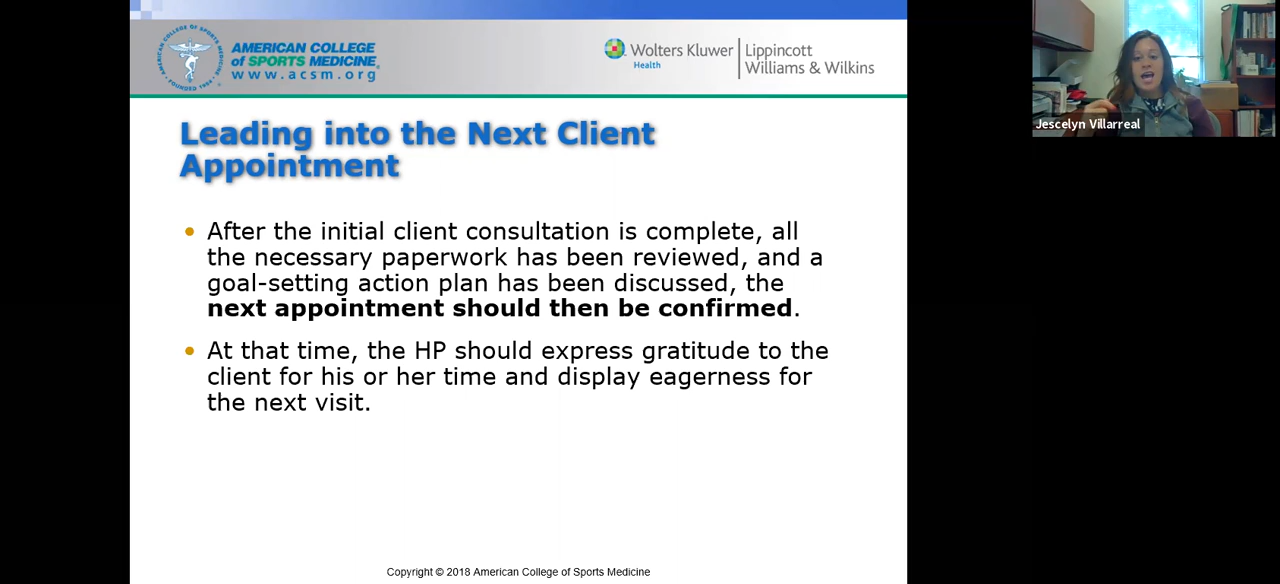 AMERICAN COLLEGE
of SPORTS MEDICINE
www.acsm.org
Wolters Kluwer
Health
Lippincott
Williams & Wilkins
Jescelyn Villarreal
Leading into the Next Client
Appointment
• After the initial client consultation is complete, all
the necessary paperwork has been reviewed, and a
goal-setting action plan has been discussed, the
next appointment should then be confirmed.
• At that time, the HP should express gratitude to the
client for his or her time and display eagerness for
the next visit.
Copyright © 2018 American College of Sports Medicine